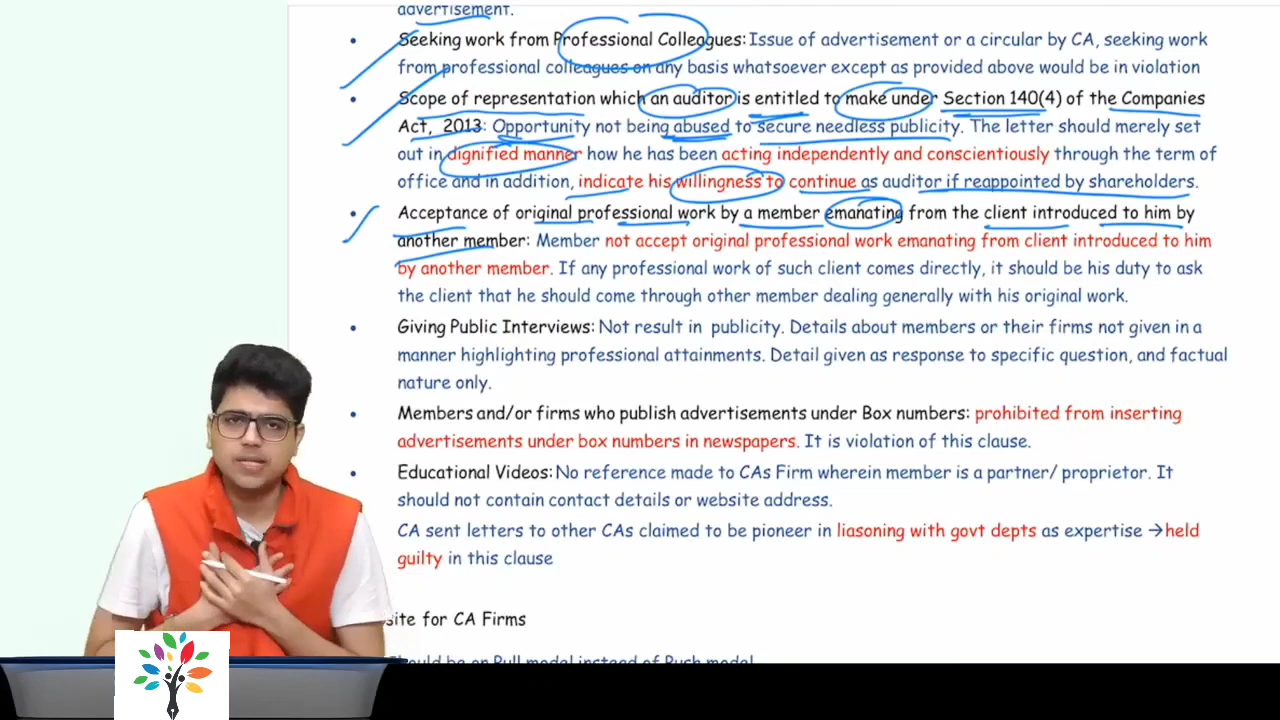 advertisement.
• Seeking work from Professional Colleagues: Issue of advertisement or a circular by CA, seeking work
from professional colleagues on any basis whatsoever except as provided above would be in violation
• Scope of representation which an auditor is entitled to make under Section 140(4) of the Companies
Act, 2013: Opportunity not being abused to secure needless publicity. The letter should merely set
out in dignified manner how he has been acting independently and conscientiously through the term of
office and in addition, indicate his willingness to continue as auditor if reappointed by shareholders.
• Acceptance of original professional work by a member emanating from the client introduced to him by
another member: Member not accept original professional work emanating from client introduced to him
by another member. If any professional work of such client comes directly, it should be his duty to ask
the client that he should come through other member dealing generally with his original work.
• Giving Public Interviews: Not result in publicity. Details about members or their firms not given in a
manner highlighting professional attainments. Detail given as response to specific question, and factual
nature only.
• Members and/or firms who publish advertisements under Box numbers: prohibited from inserting
advertisements under box numbers in newspapers. It is violation of this clause.
• Educational Videos: No reference made to CAs Firm wherein member is a partner/ proprietor. It
should not contain contact details or website address.
CA sent letters to other CAs claimed to be pioneer in liasoning with govt depts as expertise →held
guilty in this clause
site for CA Firms
Should be on Pull model instead of Push model